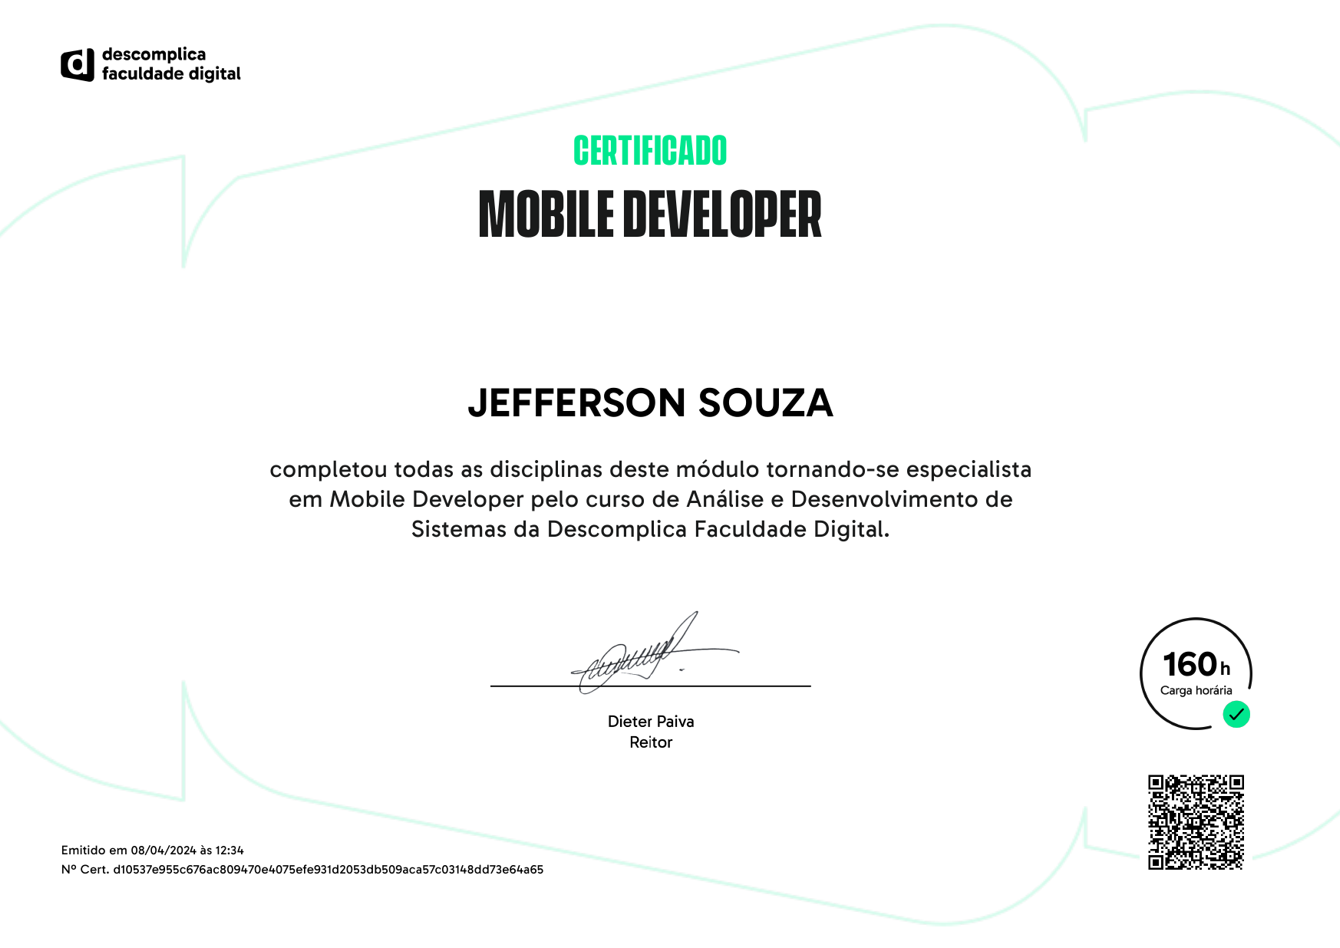 descomplica
faculdade digital
CERTIFICADO
MOBILE DEVELOPER
JEFFERSON SOUZA
completou todas as disciplinas deste módulo tornando-se especialista
em Mobile Developer pelo curso de Análise e Desenvolvimento de
Sistemas da Descomplica Faculdade Digital.
Dieter Paiva
Reitor
160 h
Carga horária
Emitido em 08/04/2024 às 12:34
Nº Cert. d10537e955c676ac809470e4075efe931d2053db509aca57c03148dd73e64a65